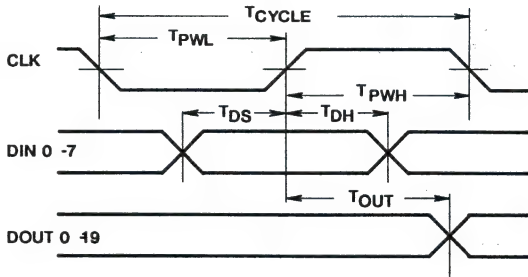 TCYCLE
TPWL
CLK
TPWH
TDS
TDH
DIN 0 -7
TOUT
DOUT 0 -19